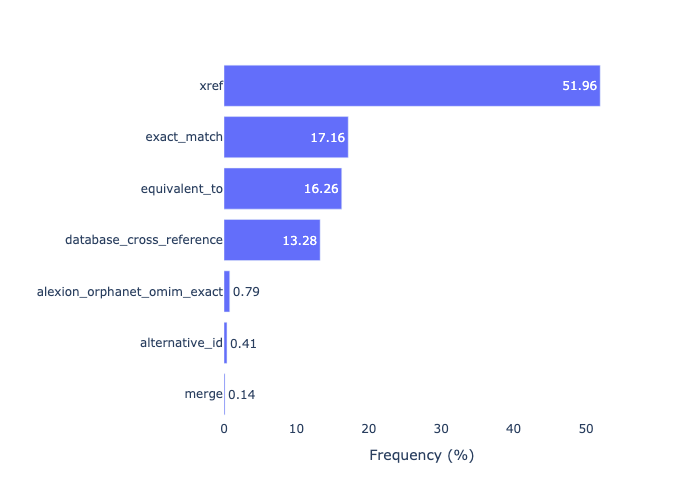 xref 51.96
exact_match 17.16
equivalent_to 16.26
database_cross_reference 13.28
alexion_orphanet_omim_exact 0.79
alternative_id 0.41
merge 0.14
0 10 20 30 40 50
Frequency (%)